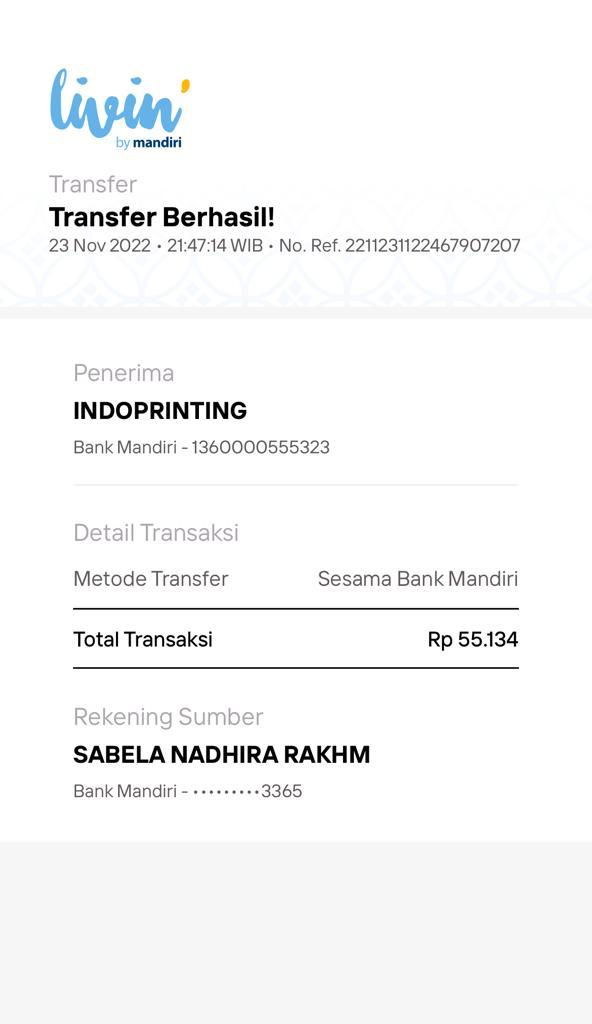 livin'
by mandiri
Transfer
Transfer Berhasil!
23 Nov 2022 • 21:47:14 WIB • No. Ref. 2211231122467907207
Penerima
INDOPRINTING
Bank Mandiri - 1360000555323
Detail Transaksi
Metode Transfer Sesama Bank Mandiri
Total Transaksi Rp 55.134
Rekening Sumber
SABELA NADHIRA RAKHM
Bank Mandiri - •••••••••3365